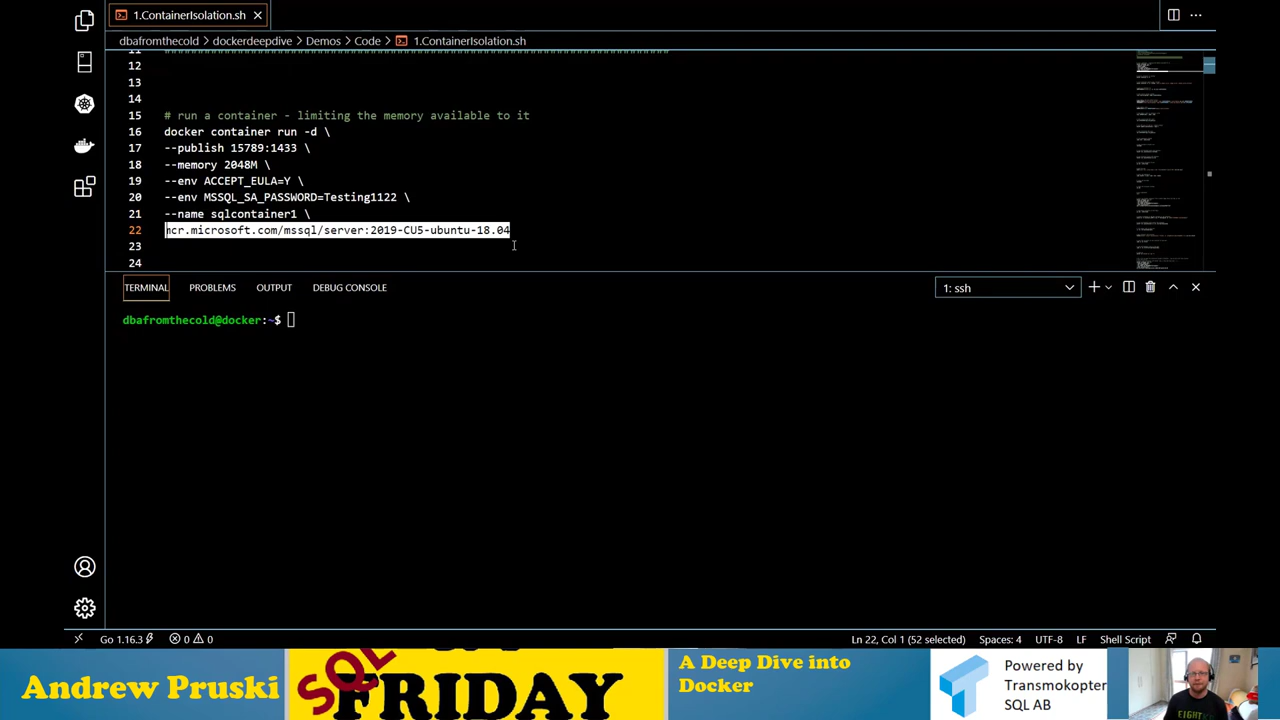 1.ContainerIsolation.sh
dbafromthecold > dockerdeepdive > Demos > Code > 1.ContainerIsolation.sh
12
13
14
15 # run a container - limiting the memory available to it
16 docker container run -d \
17 --publish 15789:1433 \
18 --memory 2048M \
19 --env ACCEPT_EULA=Y \
20 --env MSSQL_SA_PASSWORD=Testing1122 \
21 --name sqlcontainer1 \
22 mcr.microsoft.com/mssql/server:2019-CU5-ubuntu-18.04
23
24
TERMINAL PROBLEMS OUTPUT DEBUG CONSOLE 1: ssh
dbafromthecold@docker:~$
Go 1.16.3 0 0 Ln 22, Col 1 (52 selected) Spaces: 4 UTF-8 LF Shell Script
Andrew Pruski
SQL
FRIDAY
A Deep Dive into
Docker
Powered by
Transmokopter
SQL AB
EIGHT